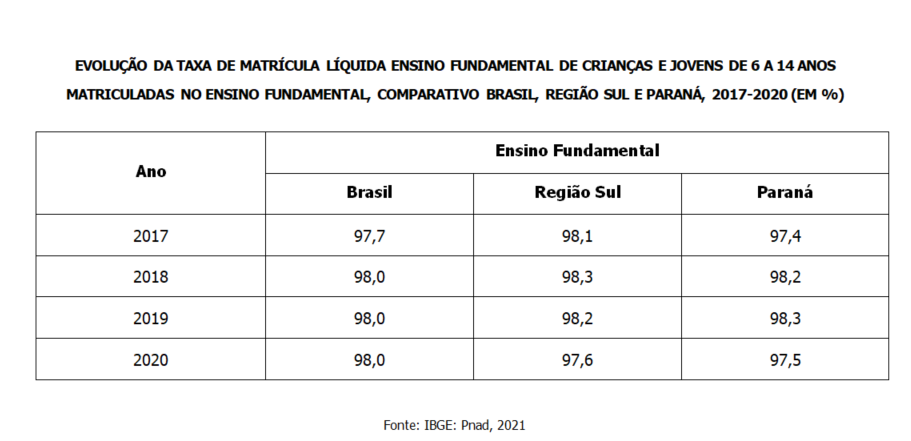 EVOLUÇÃO DA TAXA DE MATRÍCULA LÍQUIDA ENSINO FUNDAMENTAL DE CRIANÇAS E JOVENS DE 6 A 14 ANOS
MATRICULADAS NO ENSINO FUNDAMENTAL, COMPARATIVO BRASIL, REGIÃO SUL E PARANÁ, 2017-2020 (EM %)
Ano Ensino Fundamental
Brasil Região Sul Paraná
2017 97,7 98,1 97,4
2018 98,0 98,3 98,2
2019 98,0 98,2 98,3
2020 98,0 97,6 97,5
Fonte: IBGE: Pnad, 2021